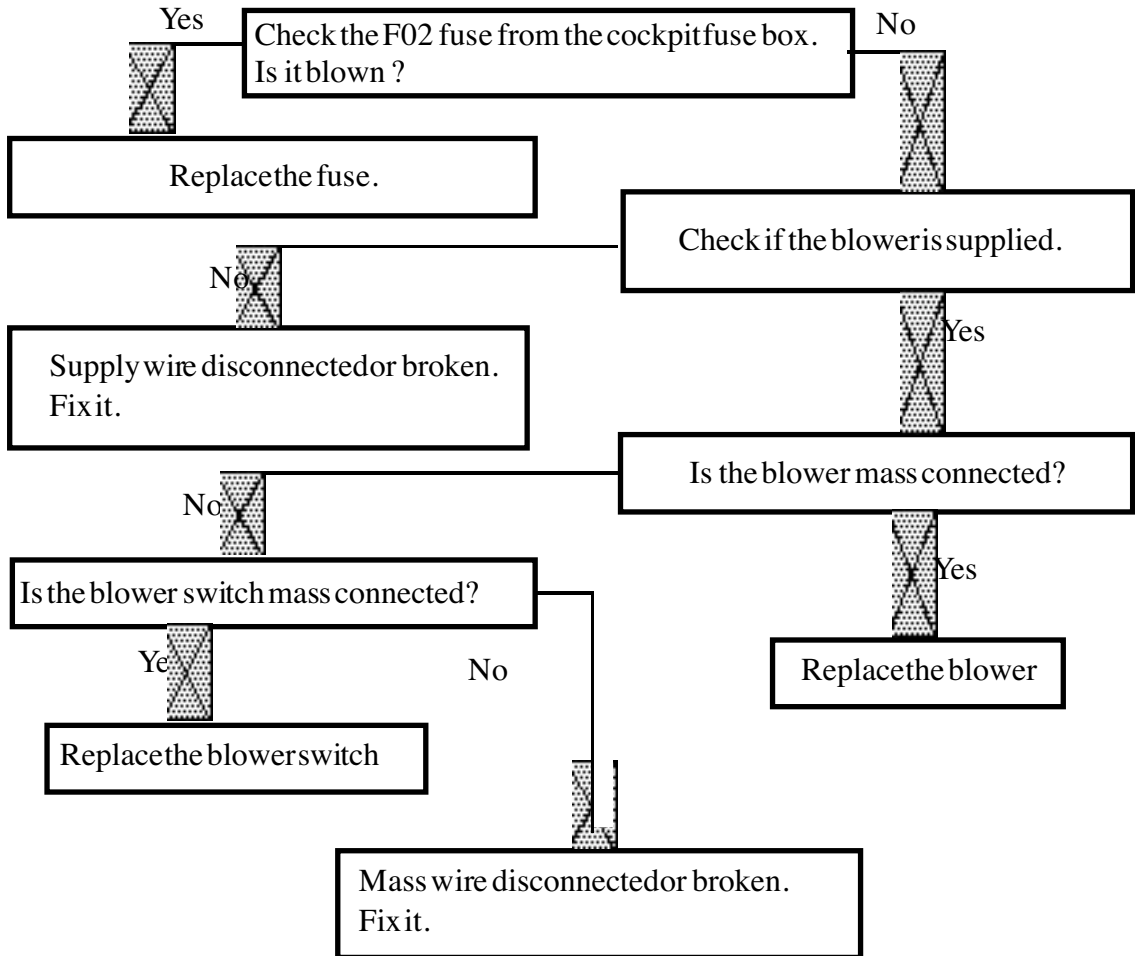 Yes
Check the F02 fuse from the cockpit fuse box.
Is it blown ?
No
Replace the fuse.
Check if the blower is supplied.
No
Supply wire disconnected or broken.
Fix it.
Yes
Is the blower mass connected?
No
Is the blower switch mass connected?
Yes
Ye
No
Replace the blower
Replace the blower switch
Mass wire disconnected or broken.
Fix it.